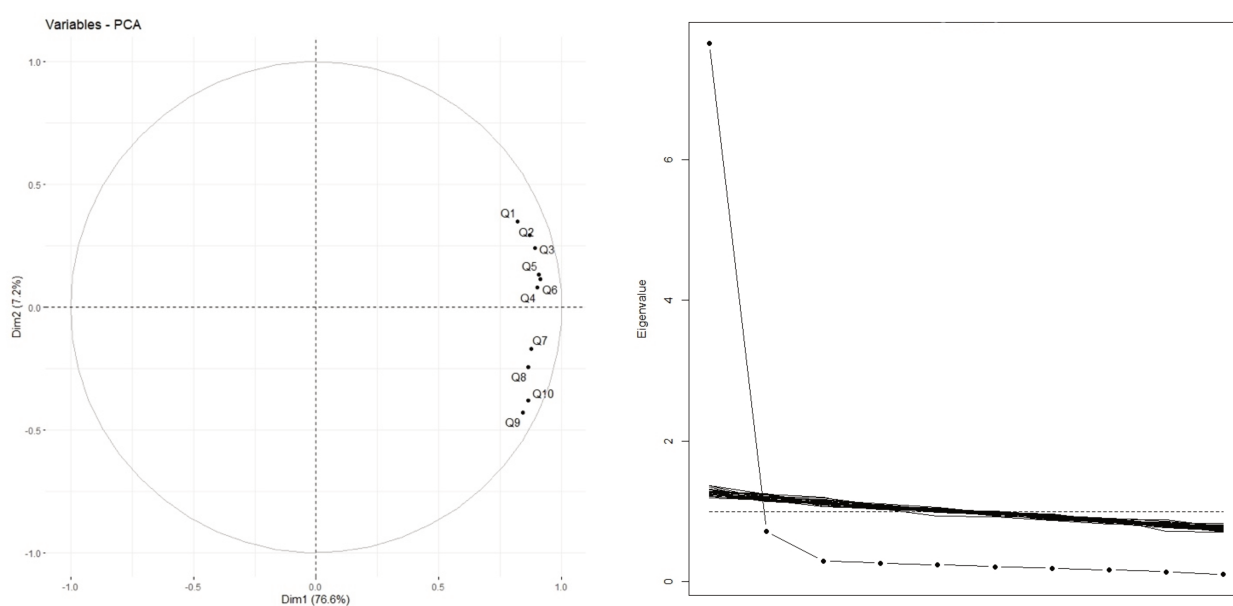 Variables - PCA
1.0
0.5
0.0
-0.5
-1.0
Dim2 (7.2%)
Q1
Q2
Q3
Q5
Q6
Q4
Q7
Q8
Q10
Q9
-1.0 -0.5 0.0 0.5 1.0
Dim1 (76.6%)
Eigenvalue
6
4
2
0